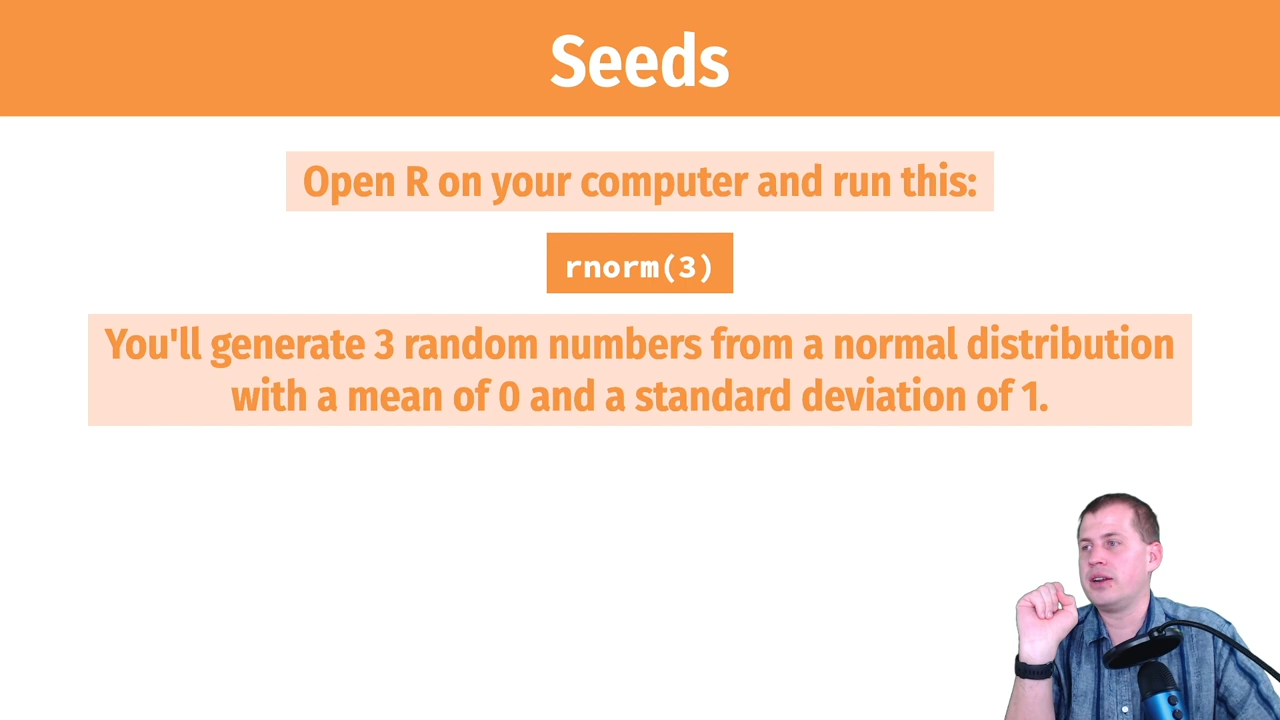 Seeds
Open R on your computer and run this:
rnorm(3)
You'll generate 3 random numbers from a normal distribution
with a mean of 0 and a standard deviation of 1.